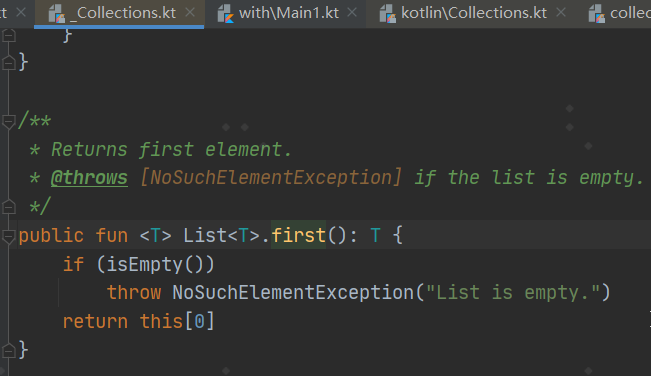 kt × _Collections.kt × with\Main1.kt × kotlin\Collections.kt × collec
}
}
/**
* Returns first element.
* @throws [NoSuchElementException] if the list is empty.
*/
public fun <T> List<T>.first(): T {
if (isEmpty())
throw NoSuchElementException("List is empty.")
return this[0]
}